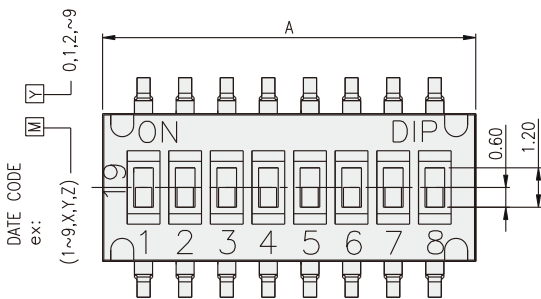 A
DATE CODE
ex:
M
(1~9,X,Y,Z)
Y
0,1,2,~9
ON DIP
19
1 2 3 4 5 6 7 8
0.60
1.20